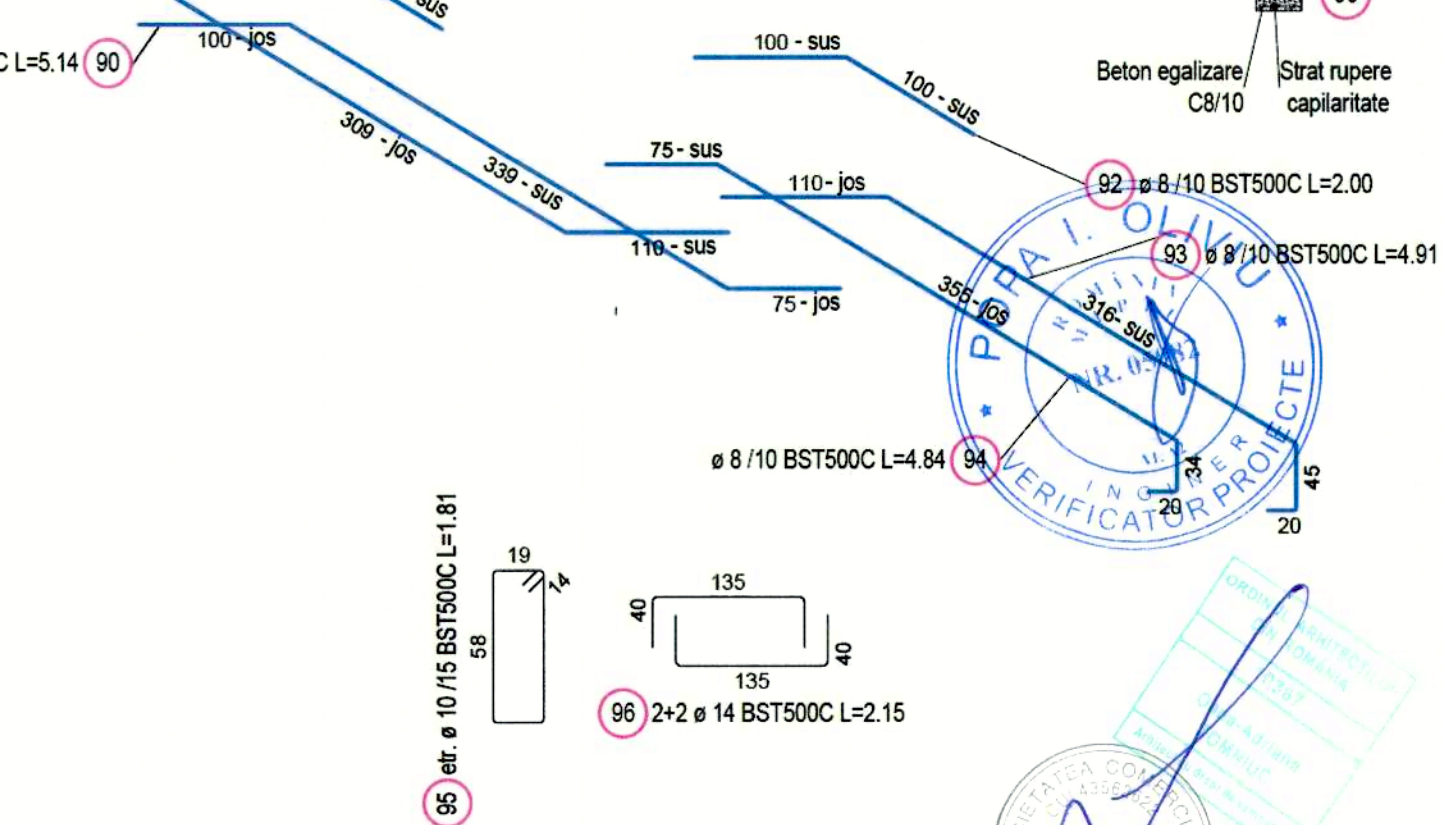 sus
100 - jos
C L=5.14 90
309 - jos
339 - sus
110 - sus
75 - jos
100 - sus
100 - sus
75 - sus
110 - jos
Beton egalizare
C8/10
Strat rupere
capilaritate
92 ø 8 /10 BST500C L=2.00
93 ø 8 /10 BST500C L=4.91
316 - sus
ø 8 /10 BST500C L=4.84 94
34
20
45
20
POPA I. OLIVIU
INGINER
VERIFICATOR PROIECTE
95 etr. ø 10 /15 BST500C L=1.81
19
14
58
135
40
40
135
96 2+2 ø 14 BST500C L=2.15
ORDINUL ARHITECȚILOR
DIN ROMÂNIA